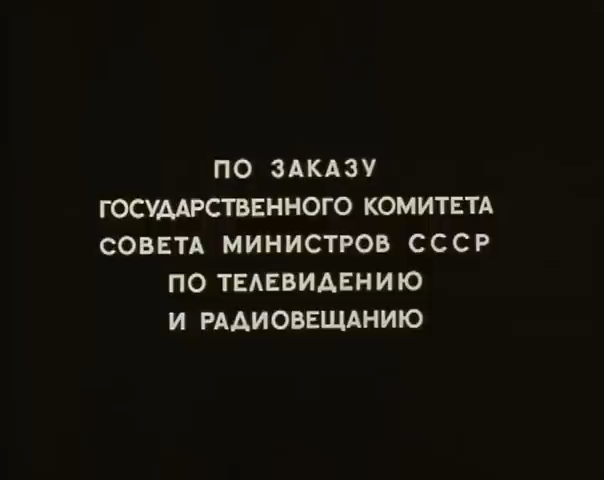 ПО ЗАКАЗУ
ГОСУДАРСТВЕННОГО КОМИТЕТА
СОВЕТА МИНИСТРОВ СССР
ПО ТЕЛЕВИДЕНИЮ
И РАДИОВЕЩАНИЮ